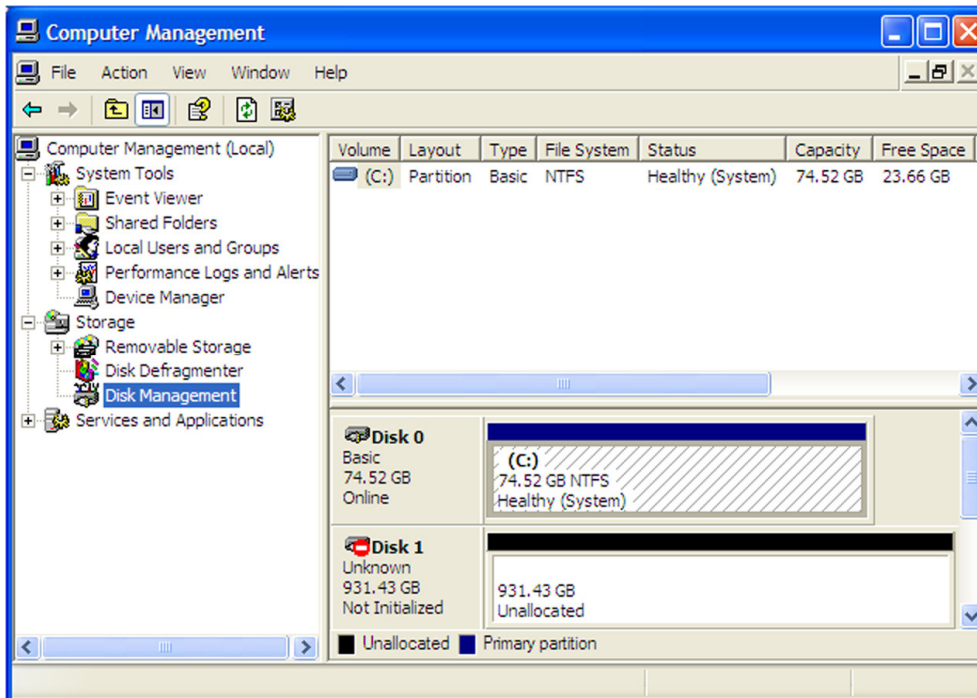 Computer Management
File Action View Window Help
Computer Management (Local)
System Tools
Event Viewer
Shared Folders
Local Users and Groups
Performance Logs and Alerts
Device Manager
Storage
Removable Storage
Disk Defragmenter
Disk Management
Services and Applications
Volume Layout Type File System Status Capacity Free Space
(C:) Partition Basic NTFS Healthy (System) 74.52 GB 23.66 GB
Disk 0
Basic
74.52 GB
Online
(C:)
74.52 GB NTFS
Healthy (System)
Disk 1
Unknown
931.43 GB
Not Initialized
931.43 GB
Unallocated
Unallocated Primary partition